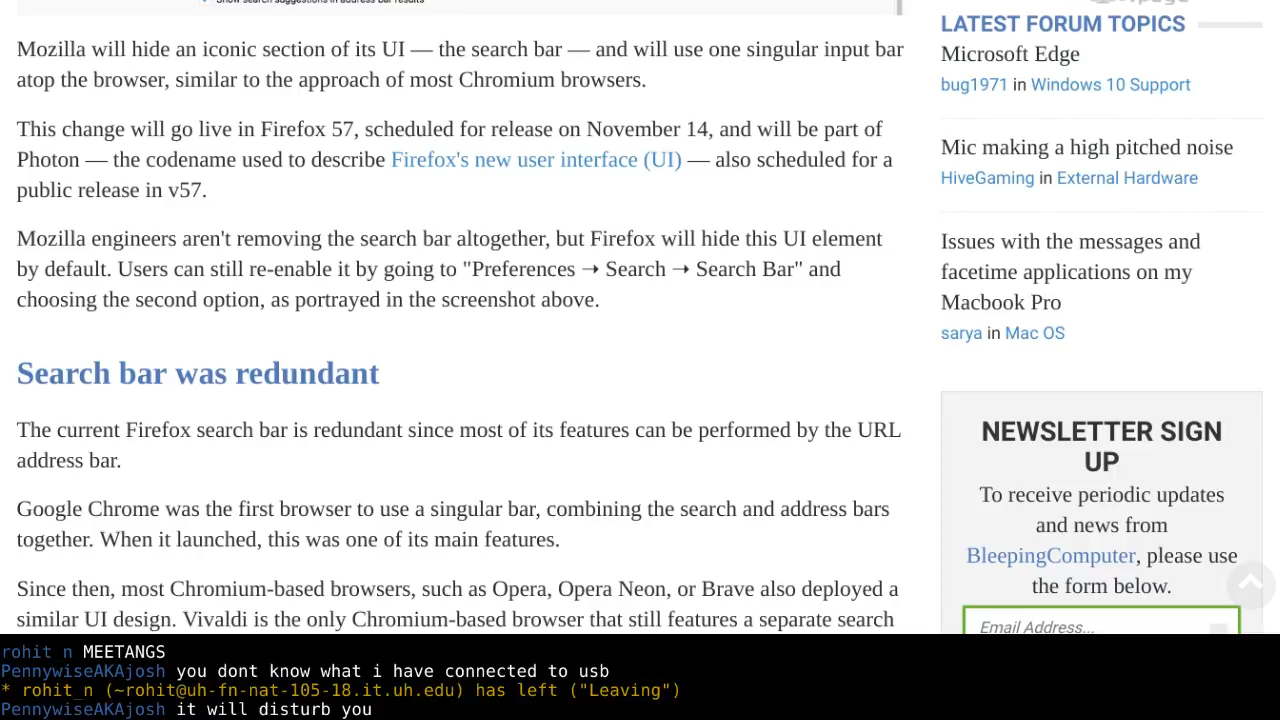 Show search suggestions in address bar results
Mozilla will hide an iconic section of its UI — the search bar — and will use one singular input bar
atop the browser, similar to the approach of most Chromium browsers.
This change will go live in Firefox 57, scheduled for release on November 14, and will be part of
Photon — the codename used to describe Firefox's new user interface (UI) — also scheduled for a
public release in v57.
Mozilla engineers aren't removing the search bar altogether, but Firefox will hide this UI element
by default. Users can still re-enable it by going to "Preferences ➝ Search ➝ Search Bar" and
choosing the second option, as portrayed in the screenshot above.
Search bar was redundant
The current Firefox search bar is redundant since most of its features can be performed by the URL
address bar.
Google Chrome was the first browser to use a singular bar, combining the search and address bars
together. When it launched, this was one of its main features.
Since then, most Chromium-based browsers, such as Opera, Opera Neon, or Brave also deployed a
similar UI design. Vivaldi is the only Chromium-based browser that still features a separate search
LATEST FORUM TOPICS
Microsoft Edge
bug1971 in Windows 10 Support
Mic making a high pitched noise
HiveGaming in External Hardware
Issues with the messages and
facetime applications on my
Macbook Pro
sarya in Mac OS
NEWSLETTER SIGN
UP
To receive periodic updates
and news from
BleepingComputer, please use
the form below.
Email Address...
rohit n MEETANGS
PennywiseAKAjosh you dont know what i have connected to usb
* rohit_n (~rohit@uh-fn-nat-105-18.it.uh.edu) has left ("Leaving")
PennywiseAKAjosh it will disturb you